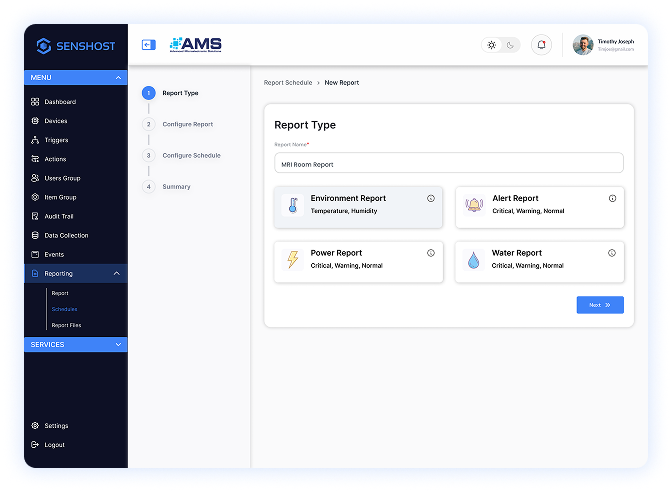 SENSHOST
MENU
Dashboard
Devices
Triggers
Actions
Users Group
Item Group
Audit Trail
Data Collection
Events
Reporting
Report
Schedules
Report Files
SERVICES
Settings
Logout
AMS
Timothy Joseph
1 Report Type
2 Configure Report
3 Configure Schedule
4 Summary
Report Schedule > New Report
Report Type
Report Name*
MRI Room Report
Environment Report
Temperature, Humidity
Alert Report
Critical, Warning, Normal
Power Report
Critical, Warning, Normal
Water Report
Critical, Warning, Normal
Next